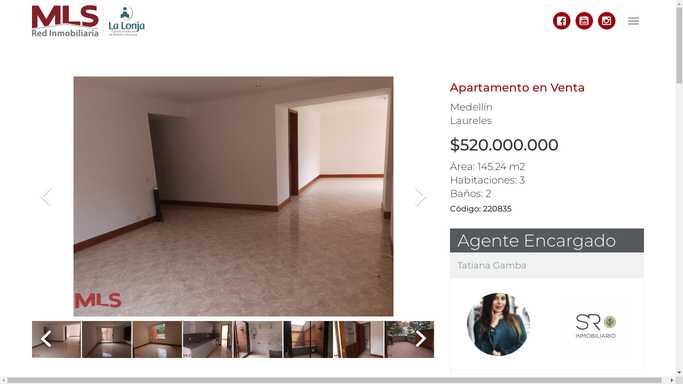 MLS
Red Inmobiliaria
La Lonja
Apartamento en Venta
Medellín
Laureles
$520.000.000
Área: 145.24 m2
Habitaciones: 3
Baños: 2
Código: 220835
MLS
Agente Encargado
Tatiana Gamba
SR
INMOBILIARIO